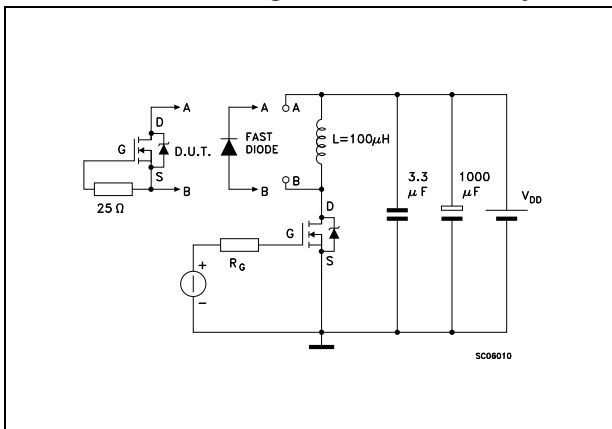 A
A
A
D
FAST
DIODE
L=100μH
G
D.U.T.
S
B
B
B
25 Ω
3.3
μF
1000
μF
V_DD
D
G
S
R_G
+
-
SC06010